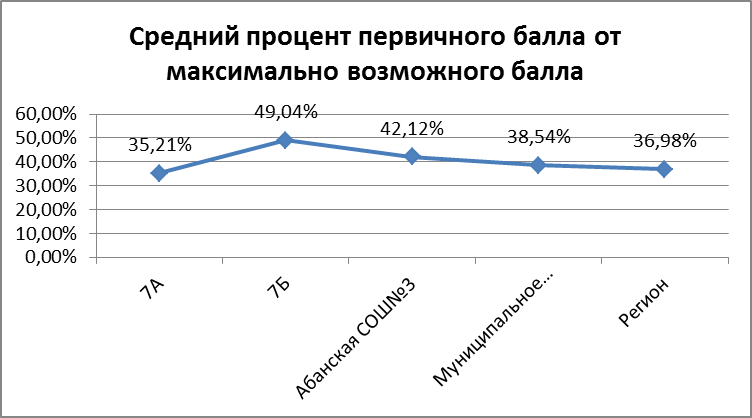 Средний процент первичного балла от
максимально возможного балла
60,00%
50,00%
40,00%
30,00%
20,00%
10,00%
0,00%
35,21%
49,04%
42,12%
38,54%
36,98%
7А
7Б
Абанская СОШ№3
Муниципальное...
Регион